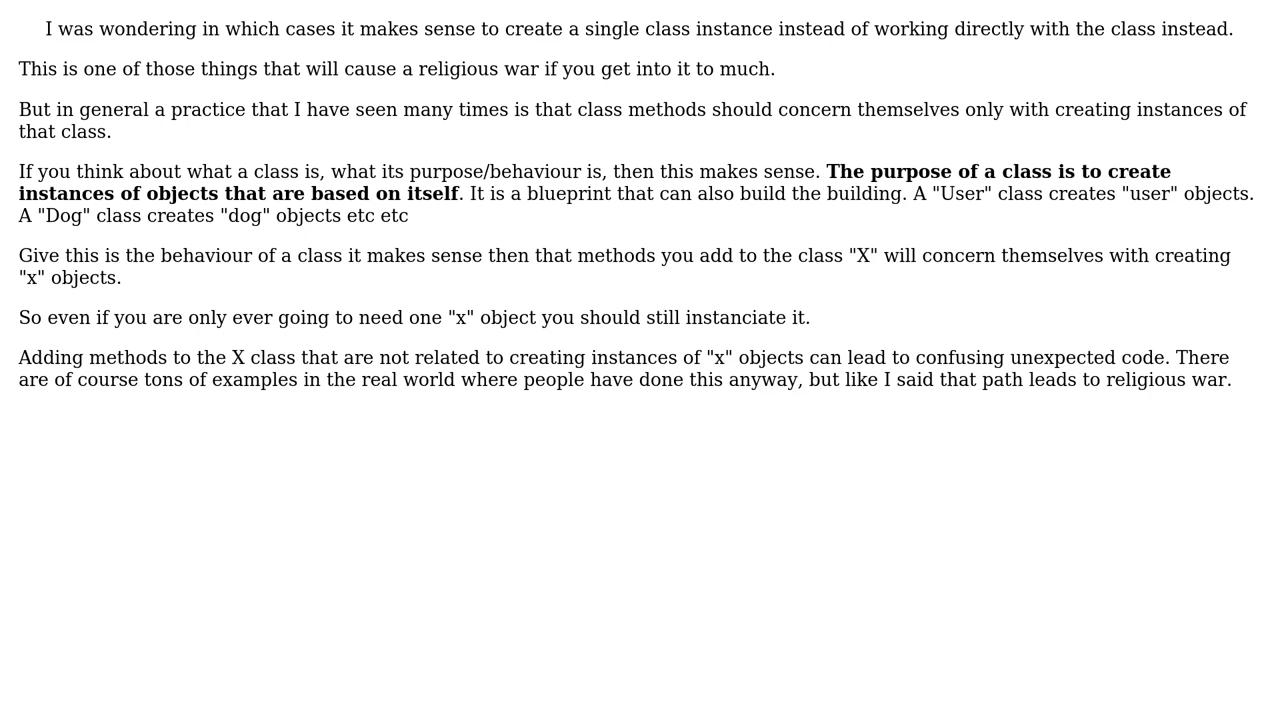 I was wondering in which cases it makes sense to create a single class instance instead of working directly with the class instead.
This is one of those things that will cause a religious war if you get into it to much.
But in general a practice that I have seen many times is that class methods should concern themselves only with creating instances of
that class.
If you think about what a class is, what its purpose/behaviour is, then this makes sense. The purpose of a class is to create
instances of objects that are based on itself. It is a blueprint that can also build the building. A "User" class creates "user" objects.
A "Dog" class creates "dog" objects etc etc
Give this is the behaviour of a class it makes sense then that methods you add to the class "X" will concern themselves with creating
"x" objects.
So even if you are only ever going to need one "x" object you should still instanciate it.
Adding methods to the X class that are not related to creating instances of "x" objects can lead to confusing unexpected code. There
are of course tons of examples in the real world where people have done this anyway, but like I said that path leads to religious war.